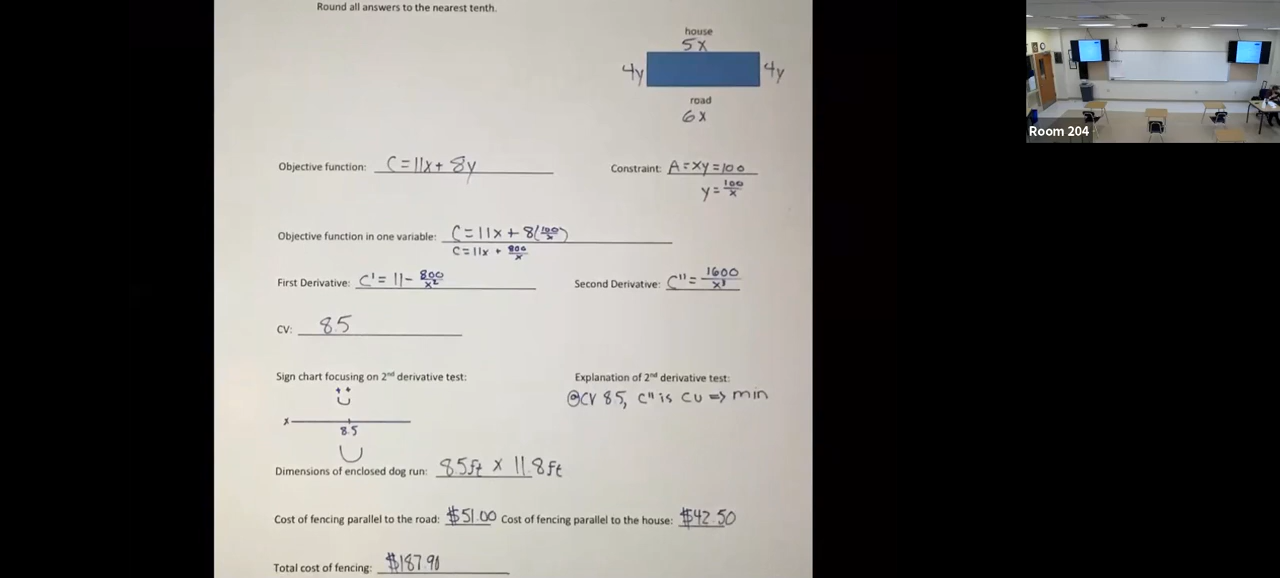 Round all answers to the nearest tenth.
house
5x
4y
4y
road
6x
Objective function: C=11x+8y
Constraint: A=xy=100
y=100/x
Objective function in one variable: C=11x+8(100/x)
C=11x+800/x
First Derivative: C'=11-800/x²
Second Derivative: C''=1600/x³
CV: 8.5
Sign chart focusing on 2nd derivative test:
Explanation of 2nd derivative test:
@CV 8.5, C'' is CU => min
++
x
8.5
Dimensions of enclosed dog run: 8.5ft x 11.8ft
Cost of fencing parallel to the road: $51.00 Cost of fencing parallel to the house: $42.50
Total cost of fencing: $187.90
Room 204